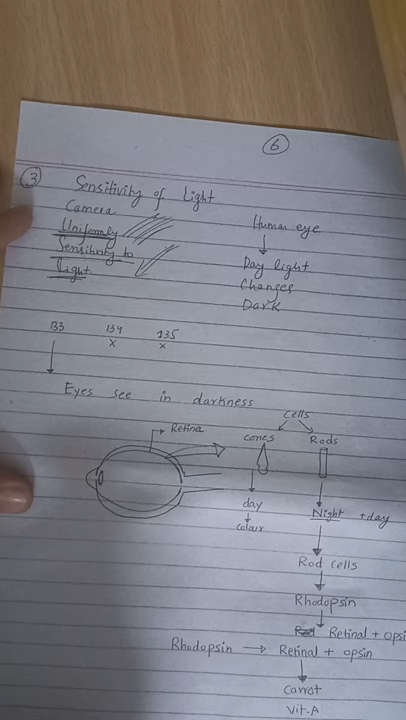 6
3 Sensitivity of Light
Camera
Uniformly
Sensitivity to
light
Human eye
Day light
Changes
Dark
133 134 135
x x
Eyes see in darkness
Cells
Retina
Cones Rods
day
colour
Night + day
Rod cells
Rhodopsin
Retinal + opsi
Rhodopsin → Retinal + opsin
Carrot
Vit-A